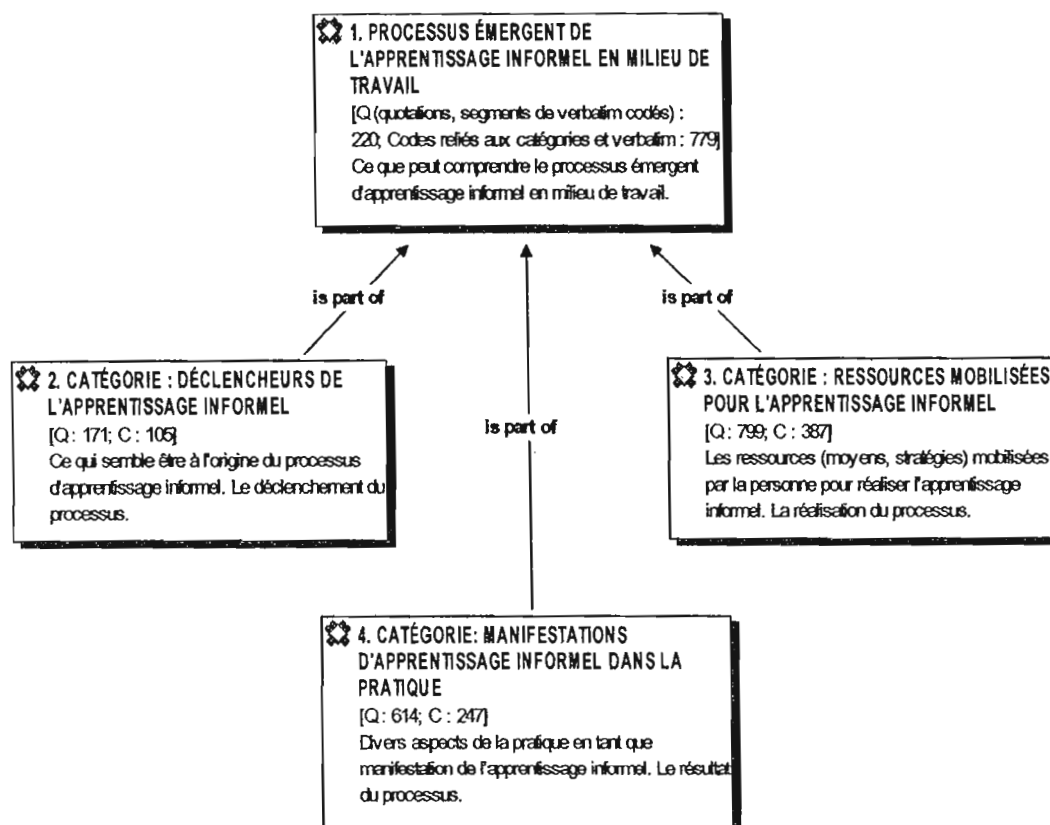 1. PROCESSUS ÉMERGENT DE
L'APPRENTISSAGE INFORMEL EN MILIEU DE
TRAVAIL
[Q (quotations, segments de verbatim codés) :
220; Codes reliés aux catégories et verbatim : 779]
Ce que peut comprendre le processus émergent
d'apprentissage informel en milieu de travail.
is part of
is part of
2. CATÉGORIE : DÉCLENCHEURS DE
L'APPRENTISSAGE INFORMEL
[Q : 171; C : 105]
Ce qui semble être à l'origine du processus
d'apprentissage informel. Le déclenchement du
processus.
is part of
3. CATÉGORIE : RESSOURCES MOBILISÉES
POUR L'APPRENTISSAGE INFORMEL
[Q : 799; C : 387]
Les ressources (moyens, stratégies) mobilisées
par la personne pour réaliser l'apprentissage
informel. La réalisation du processus.
4. CATÉGORIE: MANIFESTATIONS
D'APPRENTISSAGE INFORMEL DANS LA
PRATIQUE
[Q : 614; C : 247]
Divers aspects de la pratique en tant que
manifestation de l'apprentissage informel. Le résultat
du processus.